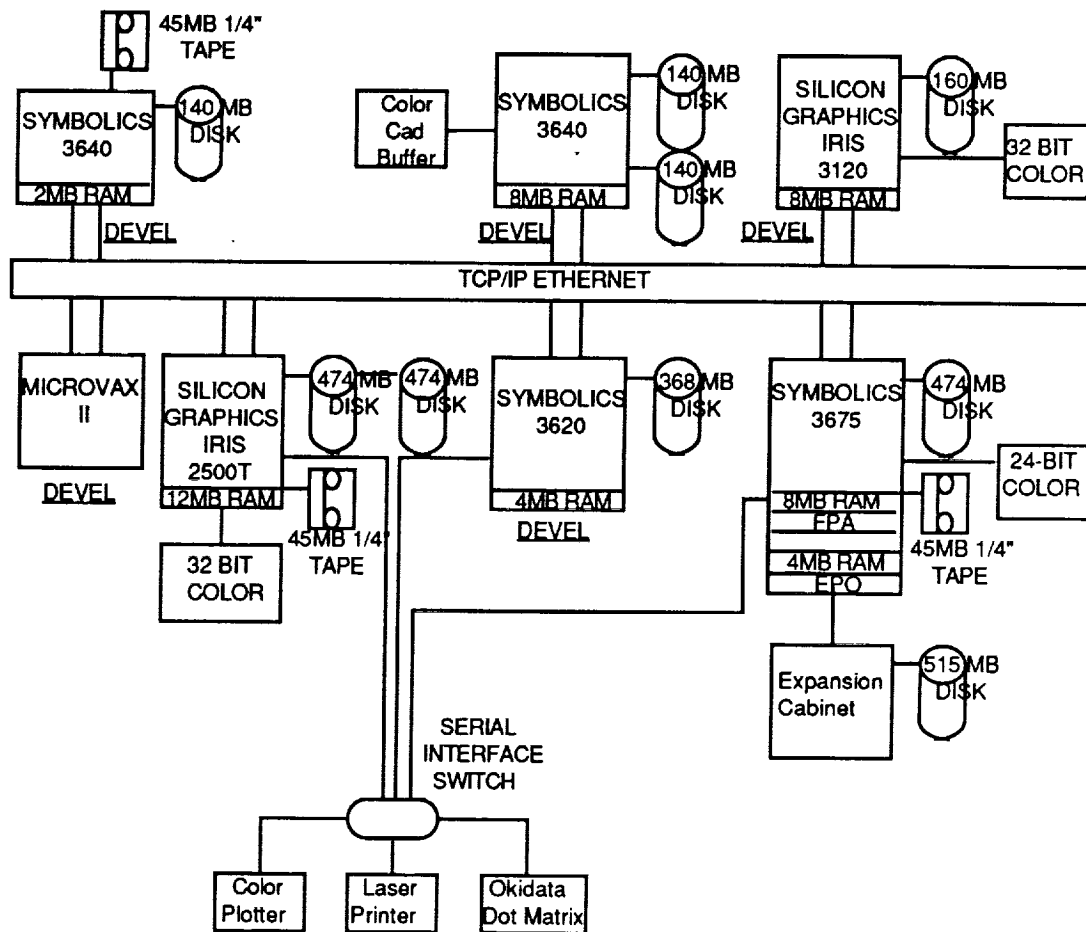 45MB 1/4"
TAPE
SYMBOLICS
3640
2MB RAM
140 MB
DISK
DEVEL
Color
Cad
Buffer
SYMBOLICS
3640
8MB RAM
140 MB
DISK
140 MB
DISK
DEVEL
SILICON
GRAPHICS
IRIS
3120
8MB RAM
160 MB
DISK
32 BIT
COLOR
DEVEL
TCP/IP ETHERNET
MICROVAX
II
DEVEL
SILICON
GRAPHICS
IRIS
2500T
12MB RAM
474 MB
DISK
474 MB
DISK
45MB 1/4"
TAPE
32 BIT
COLOR
SYMBOLICS
3620
4MB RAM
368 MB
DISK
DEVEL
SYMBOLICS
3675
8MB RAM
FPA
4MB RAM
EPO
474 MB
DISK
24-BIT
COLOR
45MB 1/4"
TAPE
Expansion
Cabinet
515 MB
DISK
SERIAL
INTERFACE
SWITCH
Color
Plotter
Laser
Printer
Okidata
Dot Matrix